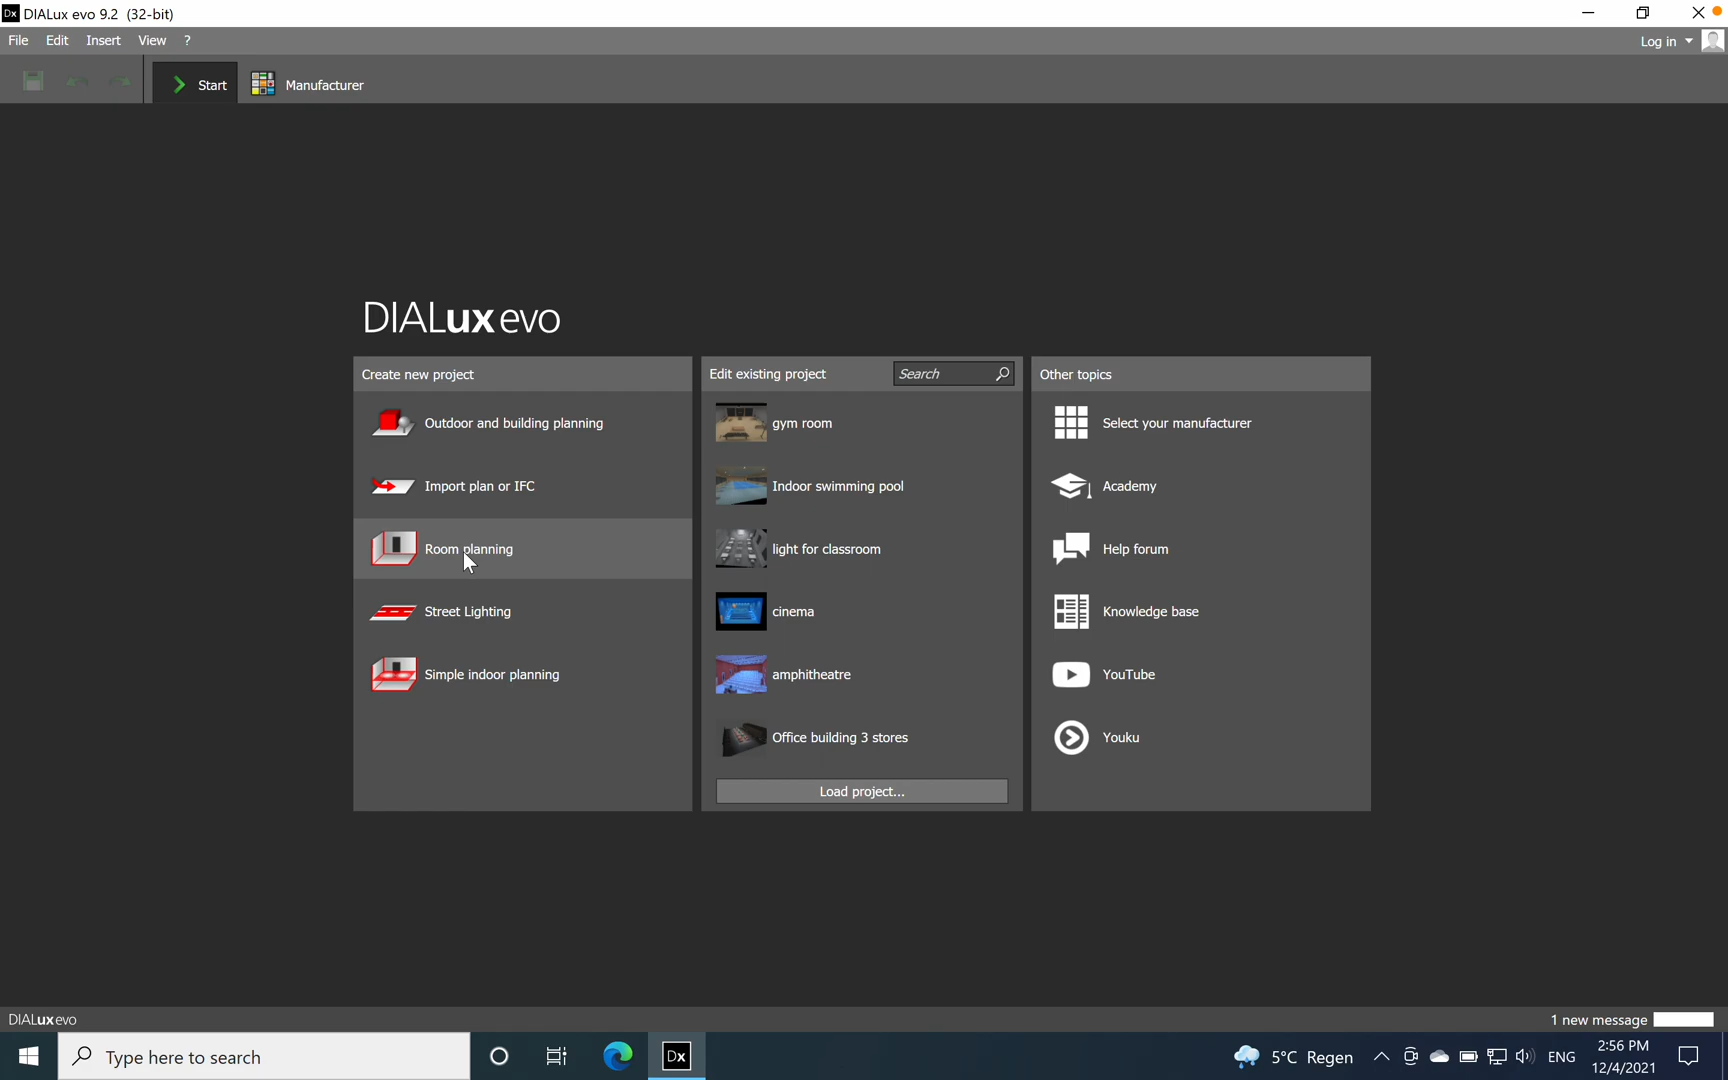 Dx DIALux evo 9.2 (32-bit)
File Edit Insert View ? Log in
Start Manufacturer
DIALux evo
Create new project
Outdoor and building planning
Import plan or IFC
Room planning
Street Lighting
Simple indoor planning
Edit existing project Search
gym room
Indoor swimming pool
light for classroom
cinema
amphitheatre
Office building 3 stores
Load project...
Other topics
Select your manufacturer
Academy
Help forum
Knowledge base
YouTube
Youku
DIALux evo 1 new message
Type here to search Dx 5°C Regen ENG 2:56 PM
12/4/2021